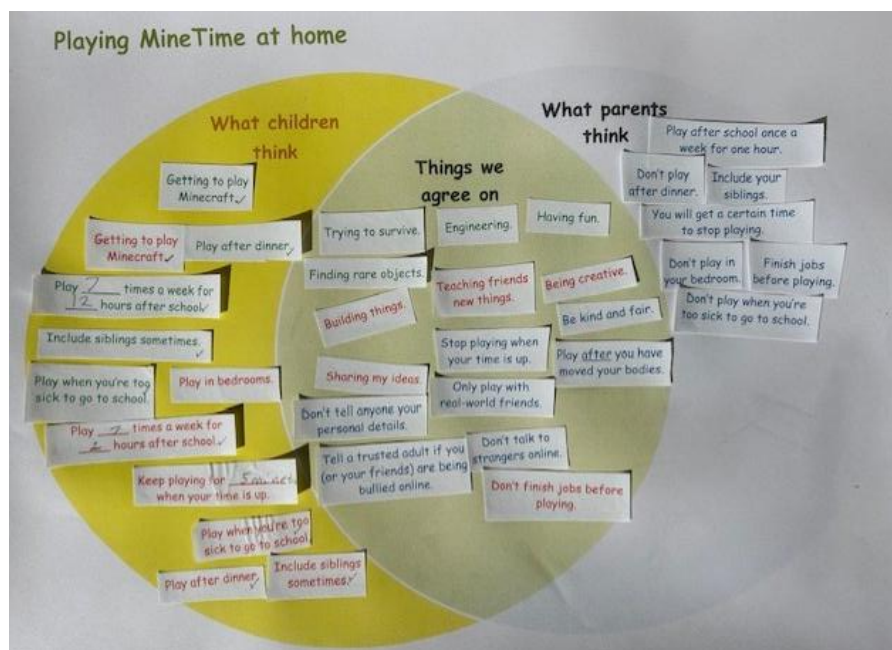 Playing MineTime at home
What children
think
Getting to play
Minecraft
Getting to play
Minecraft
Play after dinner
Play 7 times a week for
hours after school
Include siblings sometimes.
Play when you're too
sick to go to school.
Play in bedrooms.
Play times a week for
hours after school
Keep playing for
when your time is up.
Play when you're too
sick to go to school
Play after dinner
Include siblings
sometimes.
Things we
agree on
Trying to survive.
Engineering.
Having fun.
Finding rare objects.
Teaching friends
new things.
Being creative.
Building things.
Be kind and fair.
Stop playing when
your time is up.
Play after you have
moved your bodies.
Sharing my ideas.
Only play with
real-world friends.
Don't tell anyone your
personal details.
Tell a trusted adult if you
(or your friends) are being
bullied online.
Don't talk to
strangers online.
Don't finish jobs before
playing.
What parents
think
Play after school once a
week for one hour.
Don't play
after dinner.
Include your
siblings.
You will get a certain time
to stop playing.
Don't play in
your bedroom.
Finish jobs
before playing.
Don't play when you're
too sick to go to school.